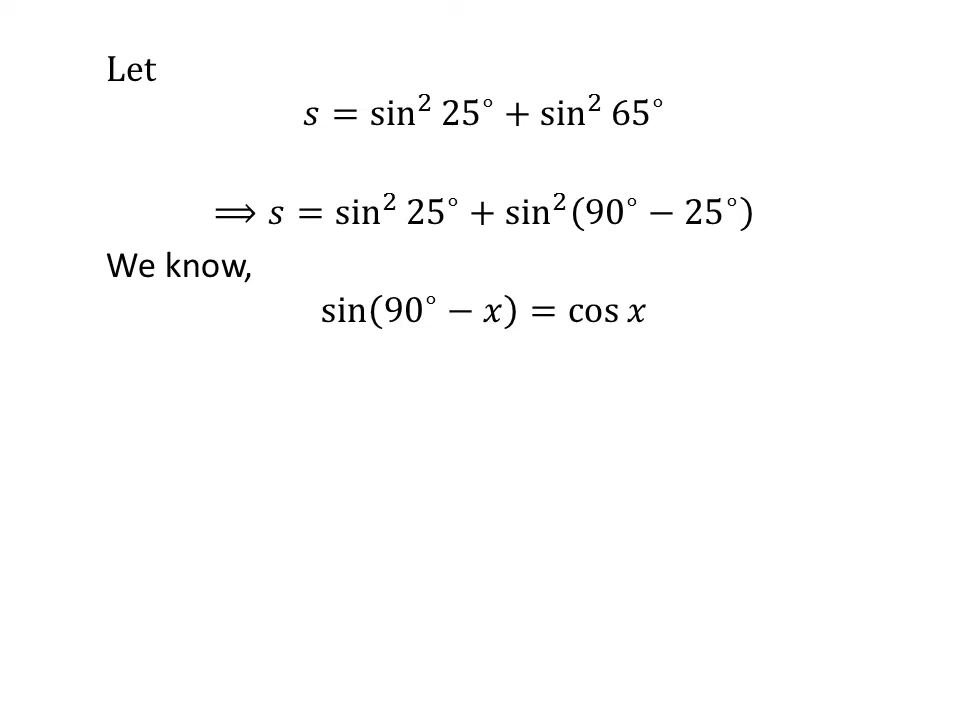 Let
𝑠 = sin² 25° + sin² 65°
⟹ 𝑠 = sin² 25° + sin²(90° − 25°)
We know,
sin(90° − 𝑥) = cos 𝑥